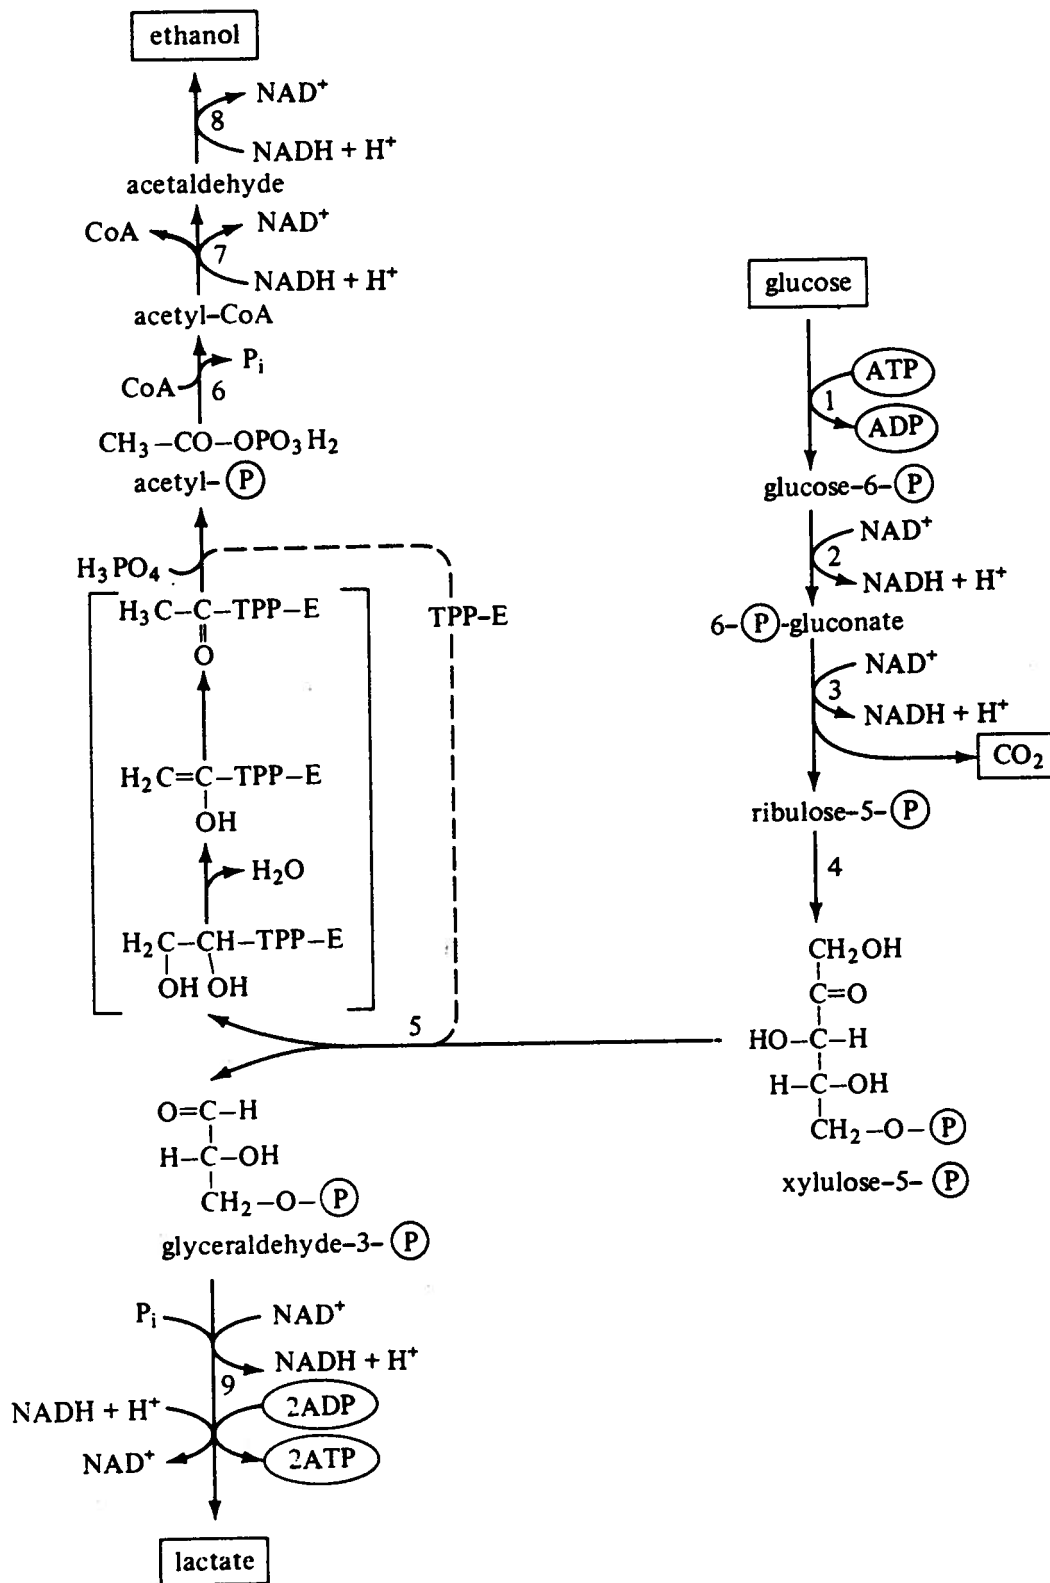 ethanol
NAD⁺
8
NADH + H⁺
acetaldehyde
CoA
NAD⁺
7
NADH + H⁺
acetyl–CoA
Pᵢ
CoA
6
CH₃–CO–OPO₃H₂
acetyl–Ⓟ
H₃PO₄
H₃C–C–TPP–E
O
TPP–E
H₂C=C–TPP–E
OH
H₂O
H₂C–CH–TPP–E
OH OH
5
glucose
ATP
1
ADP
glucose–6–Ⓟ
NAD⁺
2
NADH + H⁺
6–Ⓟ–gluconate
NAD⁺
3
NADH + H⁺
CO₂
ribulose–5–Ⓟ
4
CH₂OH
C=O
HO–C–H
H–C–OH
CH₂–O–Ⓟ
xylulose–5–Ⓟ
O=C–H
H–C–OH
CH₂–O–Ⓟ
glyceraldehyde–3–Ⓟ
Pᵢ
NAD⁺
NADH + H⁺
9
NADH + H⁺
2ADP
NAD⁺
2ATP
lactate